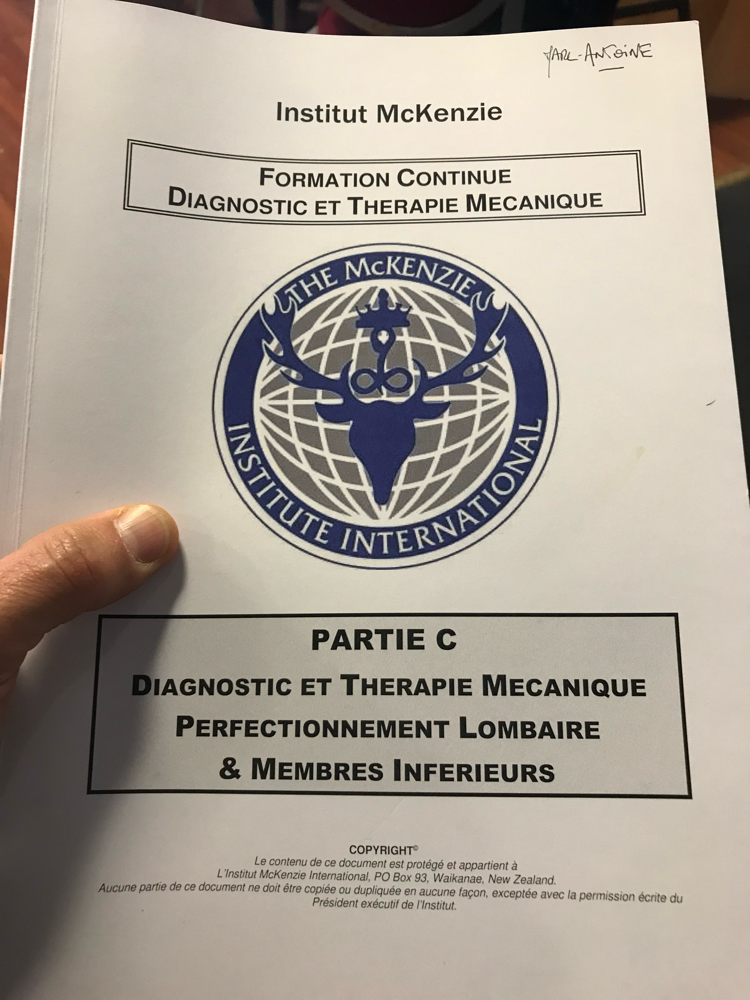 YARL-ANTOINE
Institut McKenzie
FORMATION CONTINUE
DIAGNOSTIC ET THERAPIE MECANIQUE
THE McKENZIE
INSTITUTE INTERNATIONAL
PARTIE C
DIAGNOSTIC ET THERAPIE MECANIQUE
PERFECTIONNEMENT LOMBAIRE
& MEMBRES INFERIEURS
COPYRIGHT©
Le contenu de ce document est protégé et appartient à
L'Institut McKenzie International, PO Box 93, Waikanae, New Zealand.
Aucune partie de ce document ne doit être copiée ou dupliquée en aucune façon, exceptée avec la permission écrite du
Président exécutif de l'Institut.